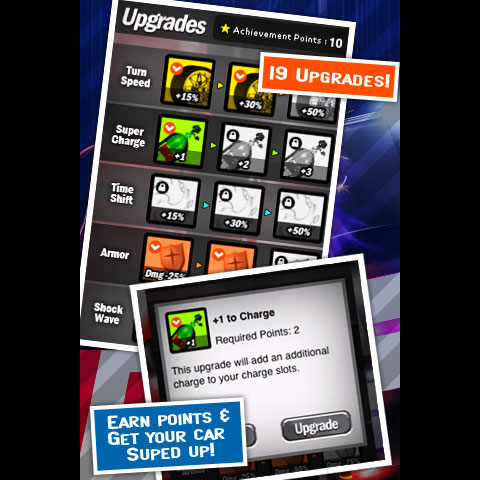 Upgrades
★ Achievement Points : 10
19 Upgrades!
Turn
Speed
+15%
+30%
+50%
Super
Charge
+1
+2
+3
Time
Shift
+15%
+30%
+50%
Armor
Dmg -25%
Shock
Wave
+1
+1 to Charge
Required Points: 2
This upgrade will add an additional
charge to your charge slots.
Upgrade
Earn points &
Get your car
Suped up!